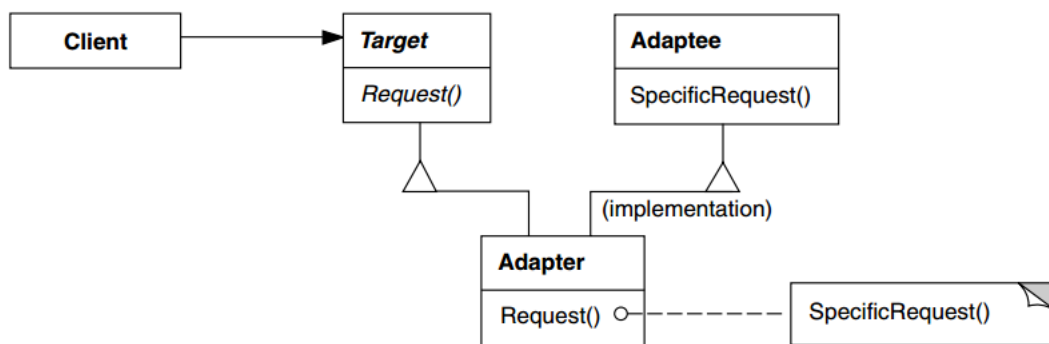 Client
Target
Request()
Adaptee
SpecificRequest()
(implementation)
Adapter
Request()
SpecificRequest()